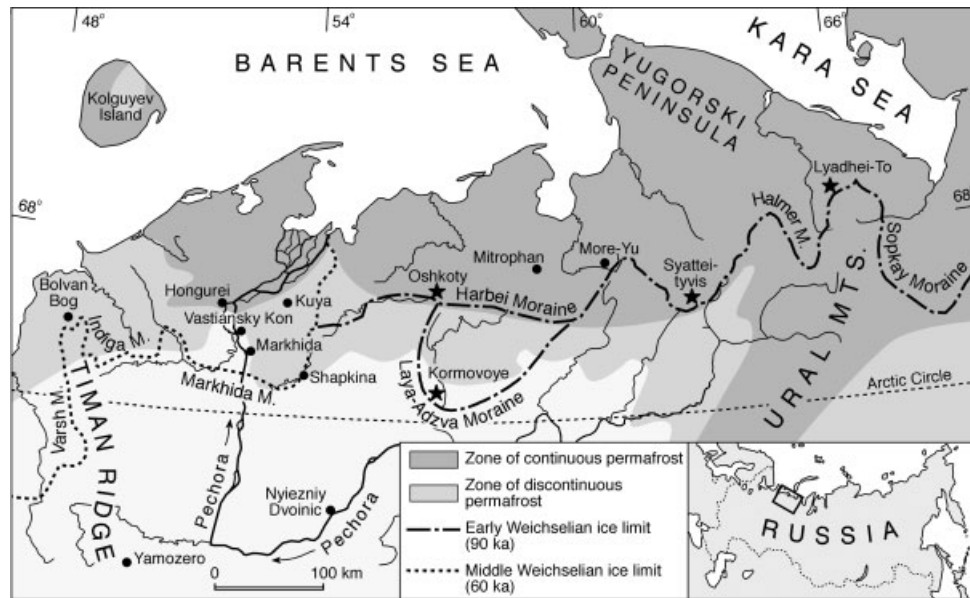 48°
54°
60°
66°
BARENTS SEA
KARA SEA
YUGORSKI
PENINSULA
Kolguyev
Island
68°
68°
Lyadhei-To
Halmer M.
Sopkay Moraine
Mitrophan
More-Yu
Oshkoty
Syattei-
tyvis
Bolvan
Bog
Hongurei
Kuya
Harbei Moraine
Vastiansky Kon
Indiga M.
Markhida
Markhida M.
Shapkina
Kormovoye
Laya-Adzva Moraine
Arctic Circle
Varsh M.
TIMAN RIDGE
URAL MTS.
Pechora
Nyiezniy
Dvoinic
Pechora
Yamozero
0 100 km
Zone of continuous permafrost
Zone of discontinuous
permafrost
Early Weichselian ice limit
(90 ka)
Middle Weichselian ice limit
(60 ka)
RUSSIA